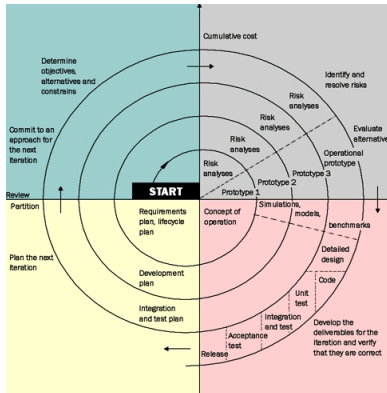 Cumulative cost
Determine
objectives,
alternatives and
constrains
Identify and
resolve risks
Risk
analyses
Risk
analyses
Risk
analyses
Risk
analyses
Commit to an
approach for the
next
iteration
Evaluate
alternative
Operational
prototype
Prototype 3
Prototype 2
Prototype 1
START
Review
Partition
Requirements
plan, lifecycle
plan
Concept of
operation
Simulations,
models,
benchmarks
Plan the next
iteration
Development
plan
Integration
and test plan
Detailed
design
Code
Unit
test
Integration
and test
Acceptance
test
Release
Develop the
deliverables for the
iteration and verify
that they are correct